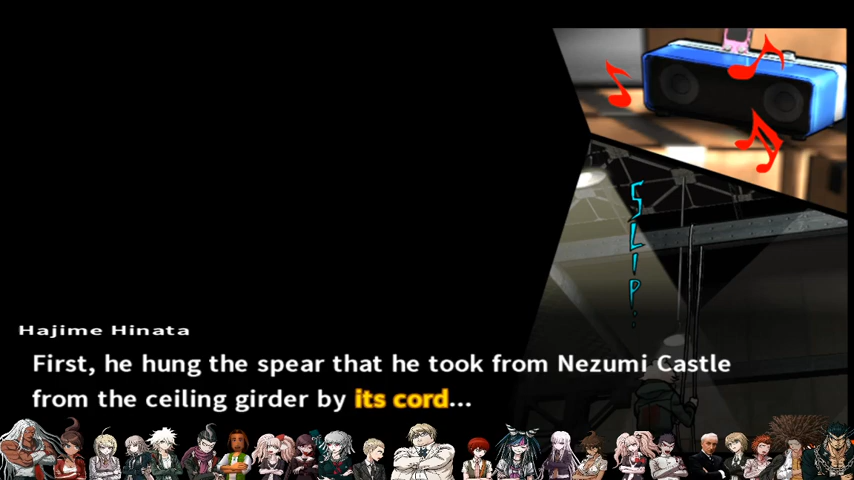 SLIP.
Hajime Hinata
First, he hung the spear that he took from Nezumi Castle
from the ceiling girder by its cord...